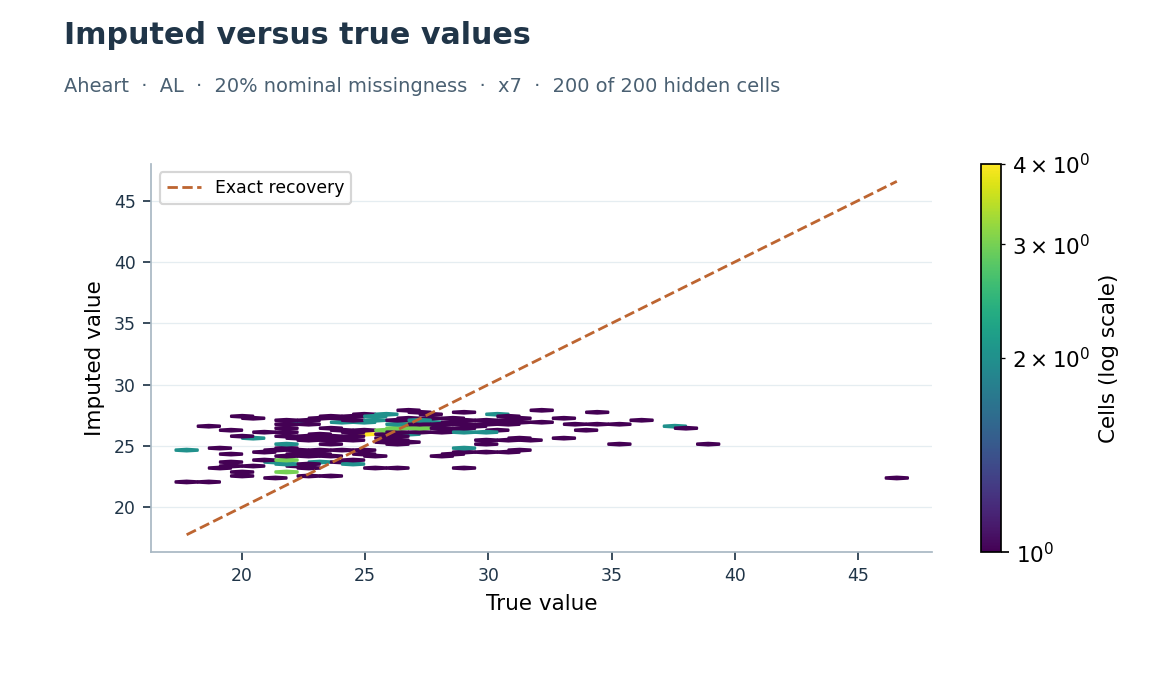 Imputed versus true values
Aheart · AL · 20% nominal missingness · x7 · 200 of 200 hidden cells
Exact recovery
45
40
35
30
25
20
Imputed value
20 25 30 35 40 45
True value
4 × 10⁰
3 × 10⁰
2 × 10⁰
10⁰
Cells (log scale)